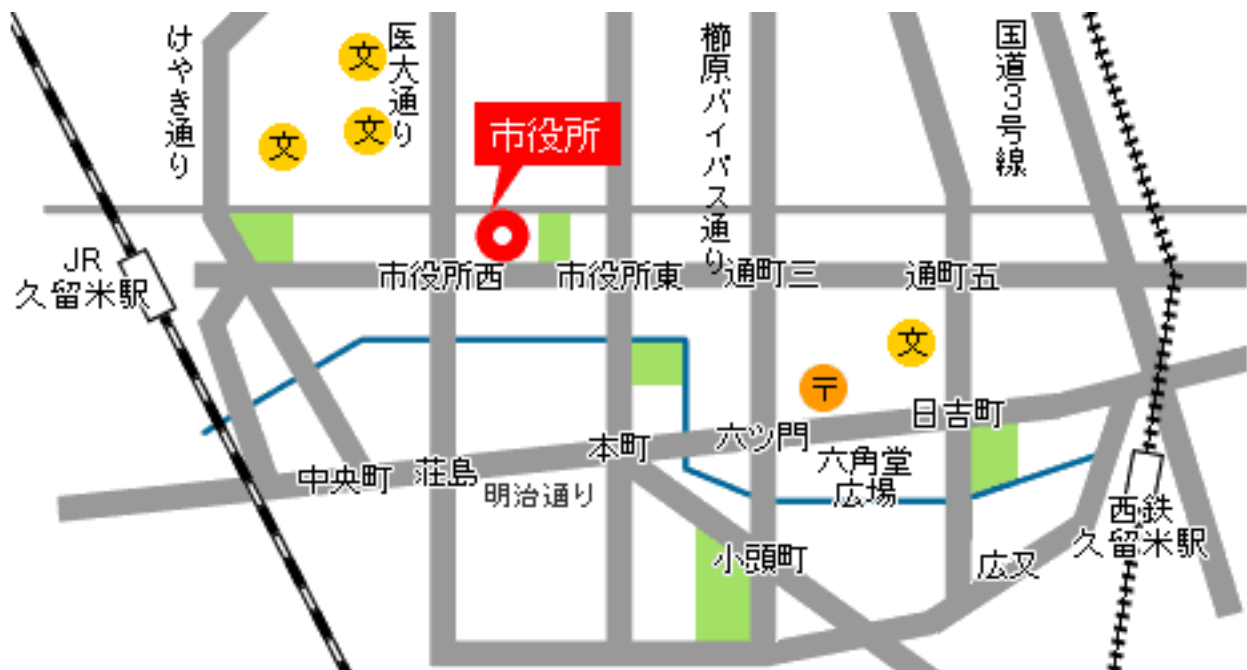 けやき通り
文
医大通り
文
文
市役所
櫛原バイパス通り
国道3号線
JR
久留米駅
市役所西
市役所東
通町三
通町五
文
〒
日吉町
六ツ門
本町
荘島
中央町
明治通り
六角堂
広場
小頭町
広又
西鉄
久留米駅